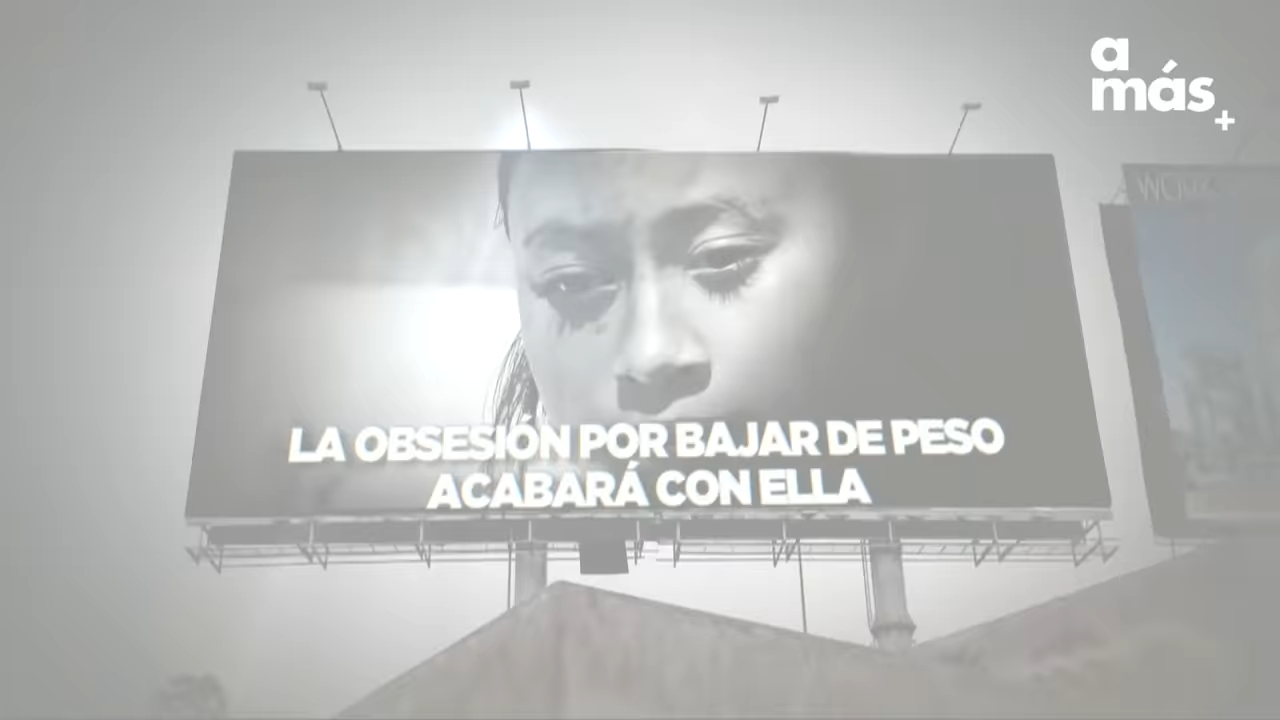 a
más
+
LA OBSESIÓN POR BAJAR DE PESO
ACABARÁ CON ELLA